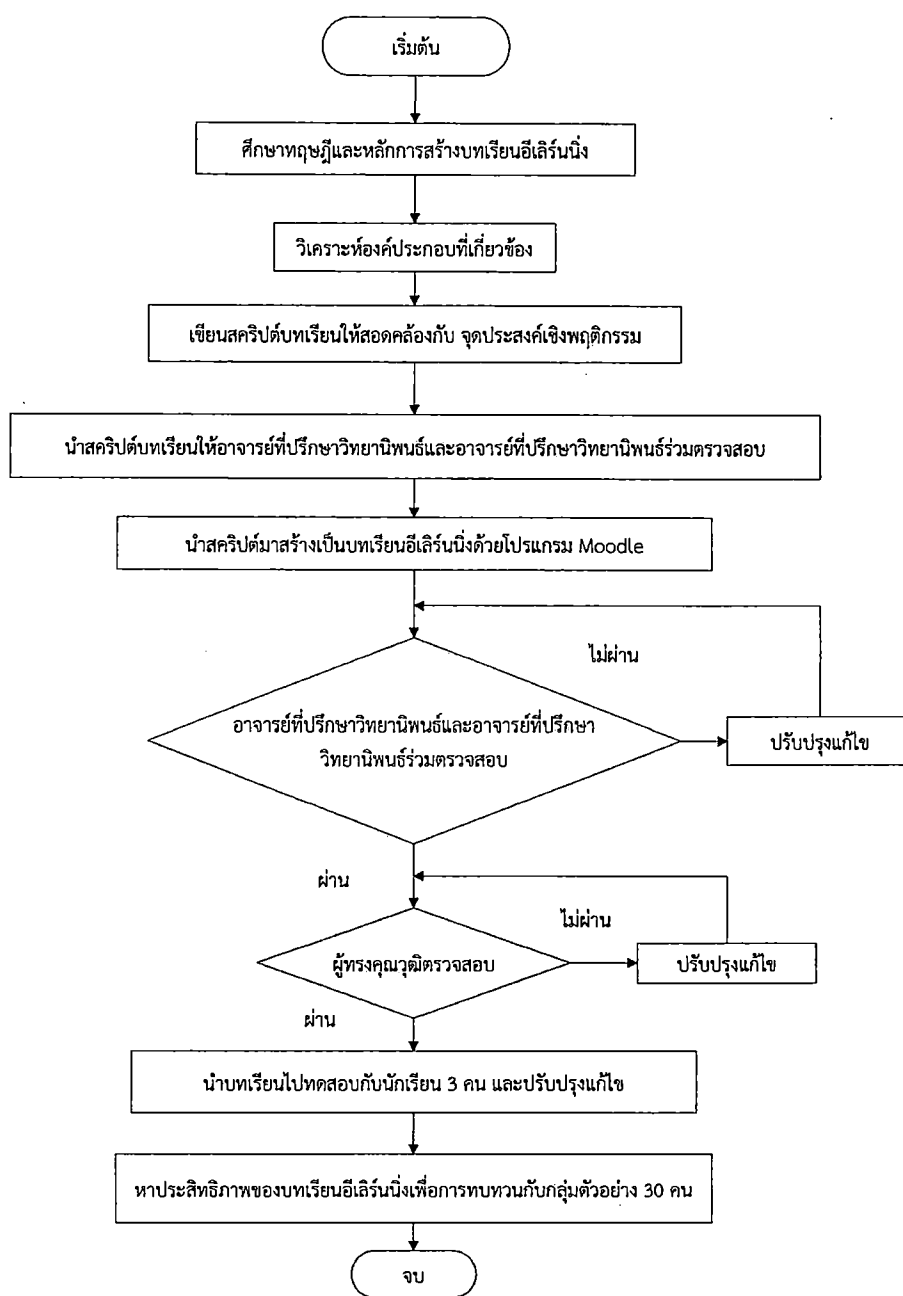 เริ่มต้น
ศึกษาทฤษฎีและหลักการสร้างบทเรียนอีเลิร์นนิ่ง
วิเคราะห์องค์ประกอบที่เกี่ยวข้อง
เขียนสคริปต์บทเรียนให้สอดคล้องกับ จุดประสงค์เชิงพฤติกรรม
นำสคริปต์บทเรียนให้อาจารย์ที่ปรึกษาวิทยานิพนธ์และอาจารย์ที่ปรึกษาวิทยานิพนธ์ร่วมตรวจสอบ
นำสคริปต์มาสร้างเป็นบทเรียนอีเลิร์นนิ่งด้วยโปรแกรม Moodle
ไม่ผ่าน
อาจารย์ที่ปรึกษาวิทยานิพนธ์และอาจารย์ที่ปรึกษา
วิทยานิพนธ์ร่วมตรวจสอบ
ปรับปรุงแก้ไข
ผ่าน
ไม่ผ่าน
ผู้ทรงคุณวุฒิตรวจสอบ
ปรับปรุงแก้ไข
ผ่าน
นำบทเรียนไปทดสอบกับนักเรียน 3 คน และปรับปรุงแก้ไข
หาประสิทธิภาพของบทเรียนอีเลิร์นนิ่งเพื่อการทบทวนกับกลุ่มตัวอย่าง 30 คน
จบ